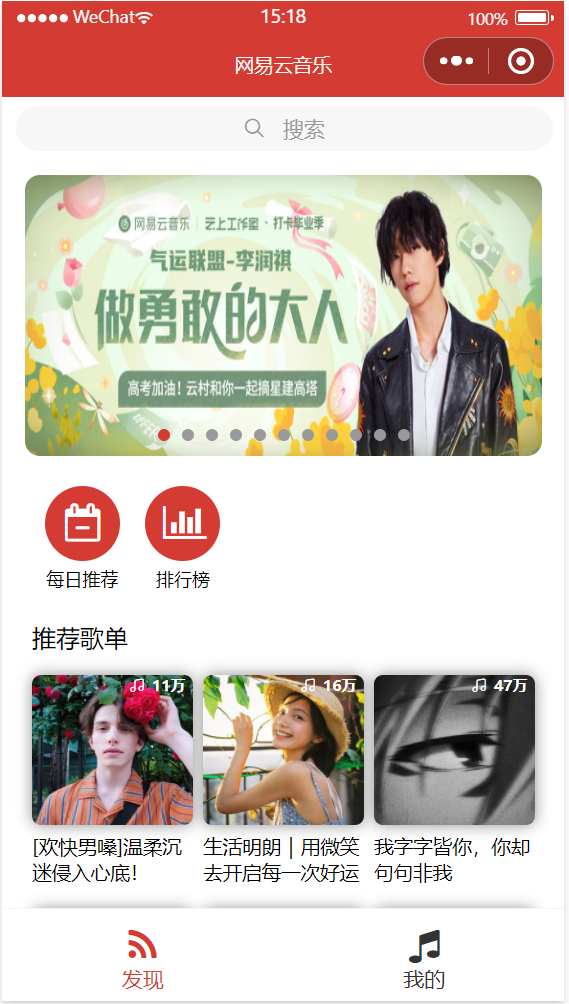 WeChat 15:18 100%
网易云音乐
搜索
网易云音乐 | 云上工作室 · 打卡毕业季
气运联盟-李润祺
做勇敢的大人
高考加油！云村和你一起摘星建高塔
每日推荐 排行榜
推荐歌单
11万 16万 47万
[欢快男嗓]温柔沉 生活明朗｜用微笑 我字字皆你，你却
迷侵入心底！ 去开启每一次好运 句句非我
发现 我的